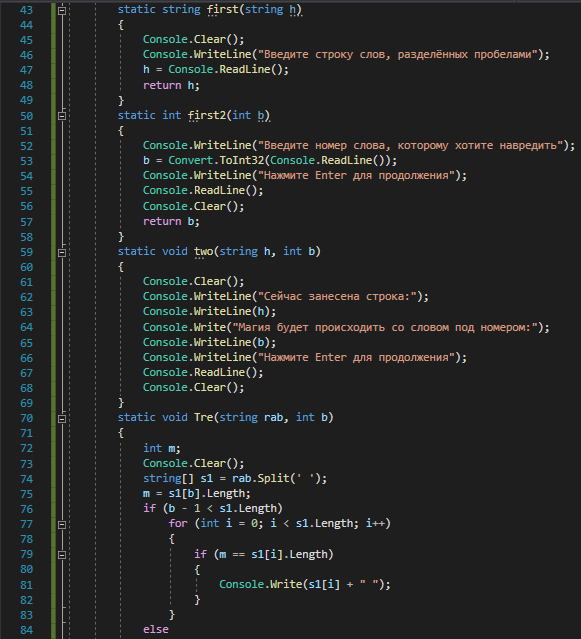 43 static string first(string h)
44 {
45 Console.Clear();
46 Console.WriteLine("Введите строку слов, разделённых пробелами");
47 h = Console.ReadLine();
48 return h;
49 }
50 static int first2(int b)
51 {
52 Console.WriteLine("Введите номер слова, которому хотите навредить");
53 b = Convert.ToInt32(Console.ReadLine());
54 Console.WriteLine("Нажмите Enter для продолжения");
55 Console.ReadLine();
56 Console.Clear();
57 return b;
58 }
59 static void two(string h, int b)
60 {
61 Console.Clear();
62 Console.WriteLine("Сейчас занесена строка:");
63 Console.WriteLine(h);
64 Console.Write("Магия будет происходить со словом под номером:");
65 Console.WriteLine(b);
66 Console.WriteLine("Нажмите Enter для продолжения");
67 Console.ReadLine();
68 Console.Clear();
69 }
70 static void Tre(string rab, int b)
71 {
72 int m;
73 Console.Clear();
74 string[] s1 = rab.Split(' ');
75 m = s1[b].Length;
76 if (b - 1 < s1.Length)
77 for (int i = 0; i < s1.Length; i++)
78 {
79 if (m == s1[i].Length)
80 {
81 Console.Write(s1[i] + " ");
82 }
83 }
84 else